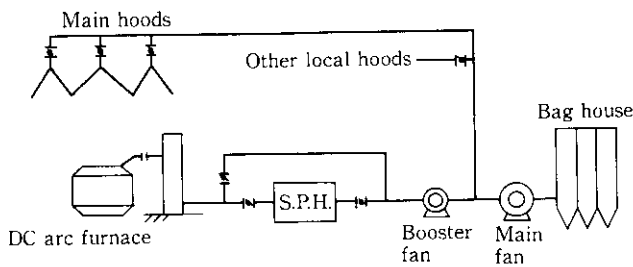 Main hoods
Other local hoods
Bag house
S.P.H.
DC arc furnace
Booster
fan
Main
fan